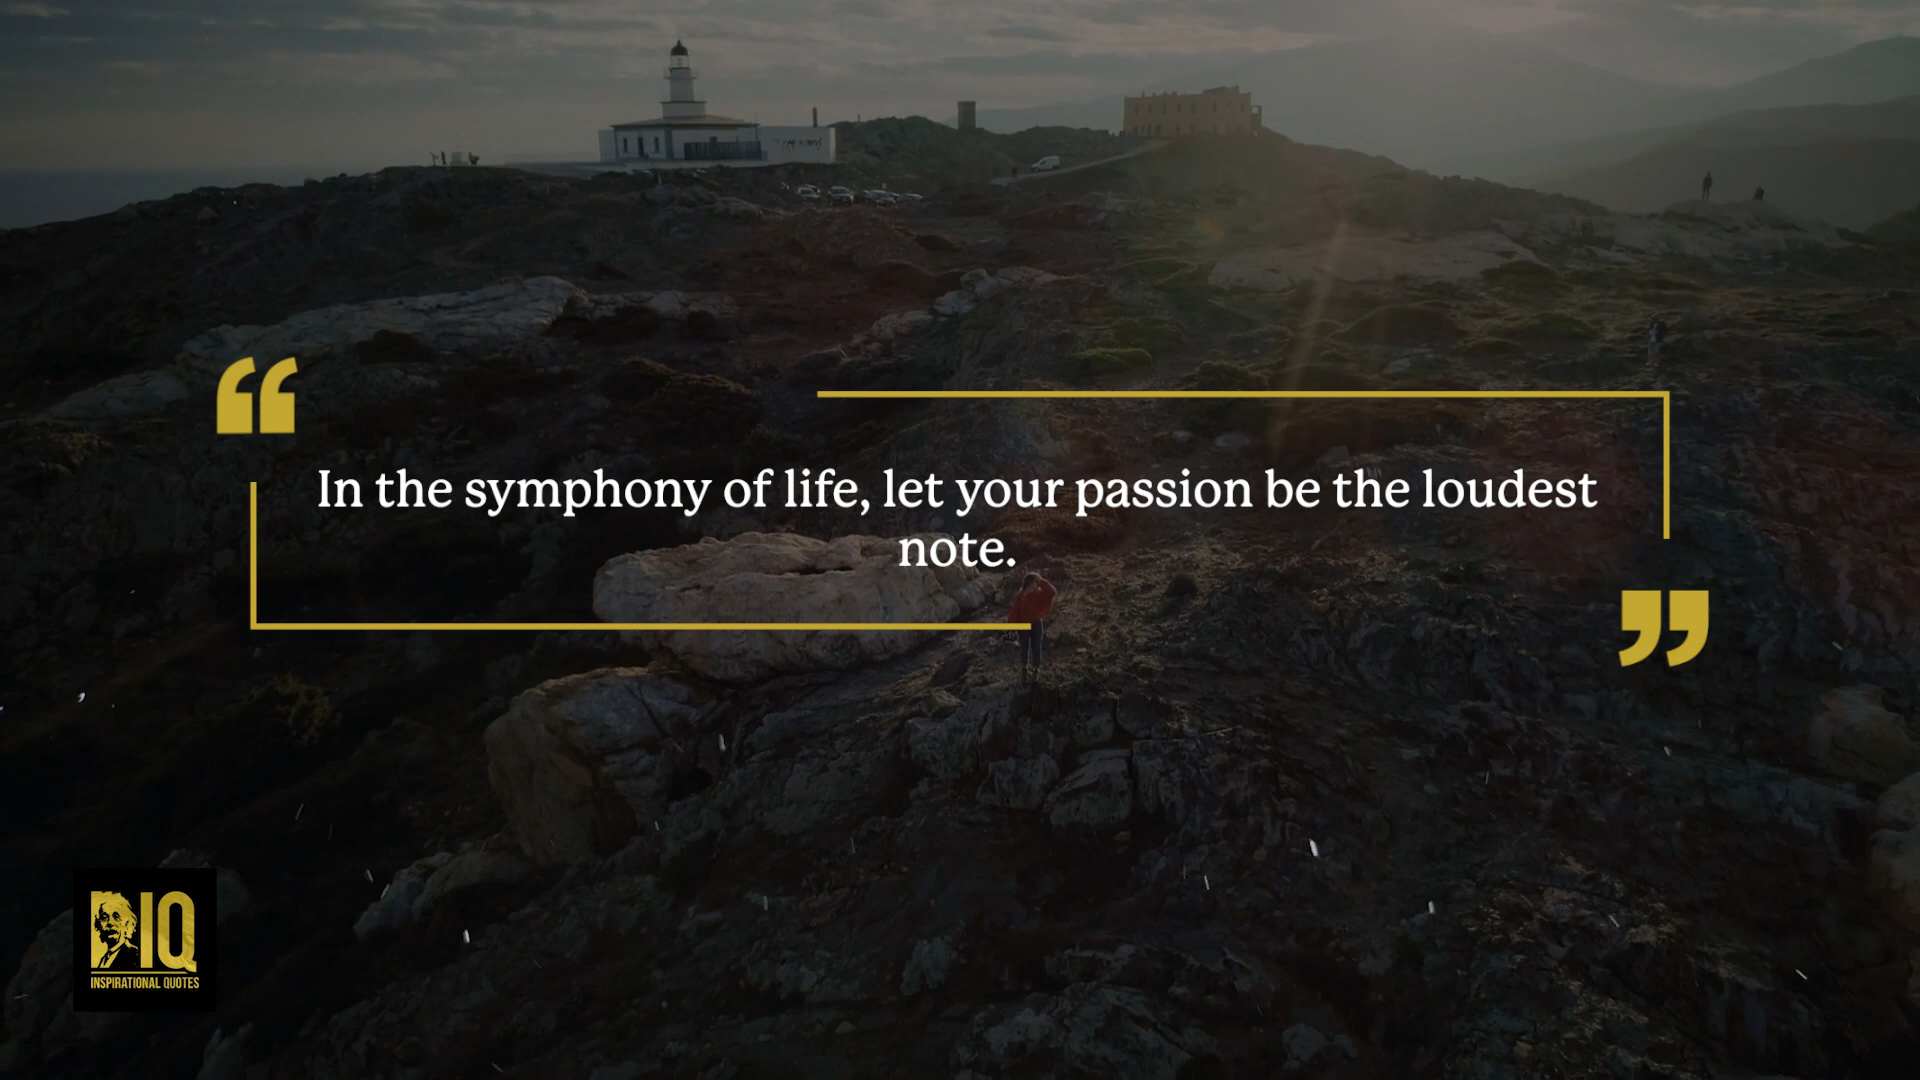 “
In the symphony of life, let your passion be the loudest
note.
”
IQ
INSPIRATIONAL QUOTES